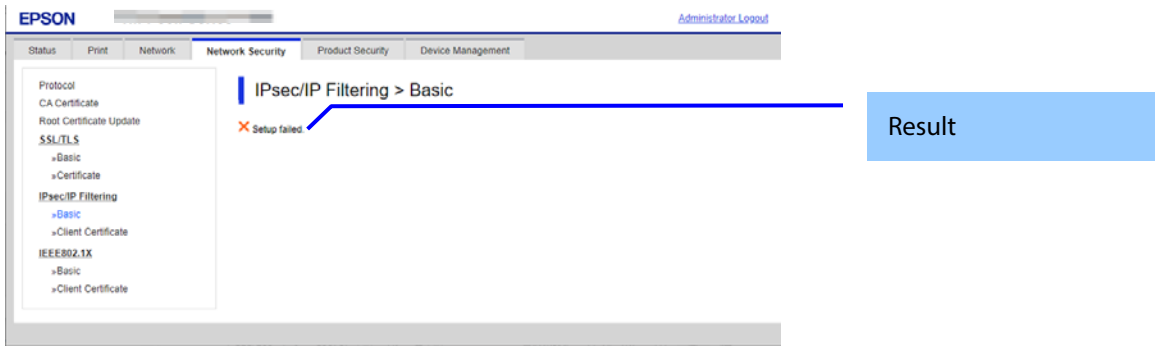 EPSON
Administrator Logout
Status Print Network Network Security Product Security Device Management
Protocol
CA Certificate
Root Certificate Update
SSL/TLS
»Basic
»Certificate
IPsec/IP Filtering
»Basic
»Client Certificate
IEEE802.1X
»Basic
»Client Certificate
IPsec/IP Filtering > Basic
Setup failed.
Result